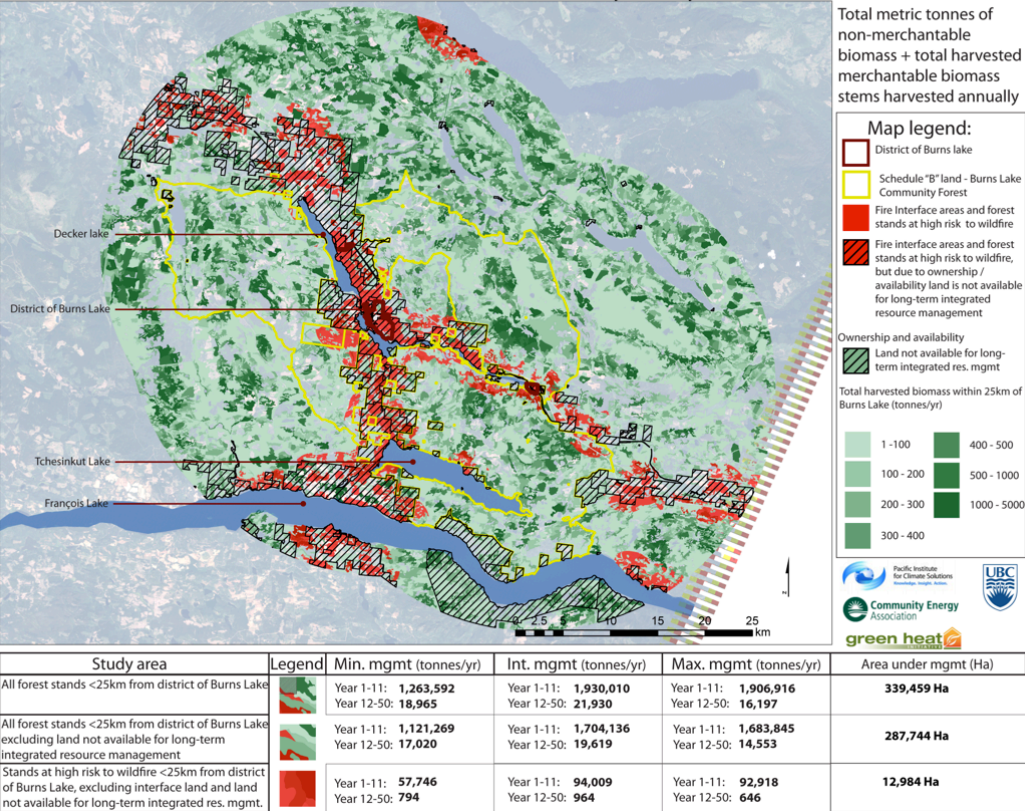 Total metric tonnes of
non-merchantable
biomass + total harvested
merchantable biomass
stems harvested annually
Map legend:
District of Burns lake
Schedule "B" land - Burns Lake
Community Forest
Fire Interface areas and forest
stands at high risk to wildfire
Fire interface areas and forest
stands at high risk to wildfire,
but due to ownership /
availability land is not available
for long-term integrated
resource management
Ownership and availability
Land not available for long-
term integrated res. mgmt
Total harvested biomass within 25km of
Burns Lake (tonnes/yr)
1 -100
400 - 500
100 - 200
500 - 1000
200 - 300
1000 - 5000
300 - 400
Decker lake
District of Burns Lake
Tchesinkut Lake
François Lake
0 2.5 5 10 15 20 25
km
Pacific Institute
for Climate Solutions
Knowledge. Insight. Action.
UBC
Community Energy
Association
green heat
Study area Legend Min. mgmt (tonnes/yr) Int. mgmt (tonnes/yr) Max. mgmt (tonnes/yr) Area under mgmt (Ha)
All forest stands <25km from district of Burns Lake
Year 1-11: 1,263,592 Year 1-11: 1,930,010 Year 1-11: 1,906,916 339,459 Ha
Year 12-50: 18,965 Year 12-50: 21,930 Year 12-50: 16,197
All forest stands <25km from district of Burns Lake
excluding land not available for long-term
integrated resource management
Year 1-11: 1,121,269 Year 1-11: 1,704,136 Year 1-11: 1,683,845 287,744 Ha
Year 12-50: 17,020 Year 12-50: 19,619 Year 12-50: 14,553
Stands at high risk to wildfire <25km from district
of Burns Lake, excluding interface land and land
not available for long-term integrated res. mgmt.
Year 1-11: 57,746 Year 1-11: 94,009 Year 1-11: 92,918 12,984 Ha
Year 12-50: 794 Year 12-50: 964 Year 12-50: 646